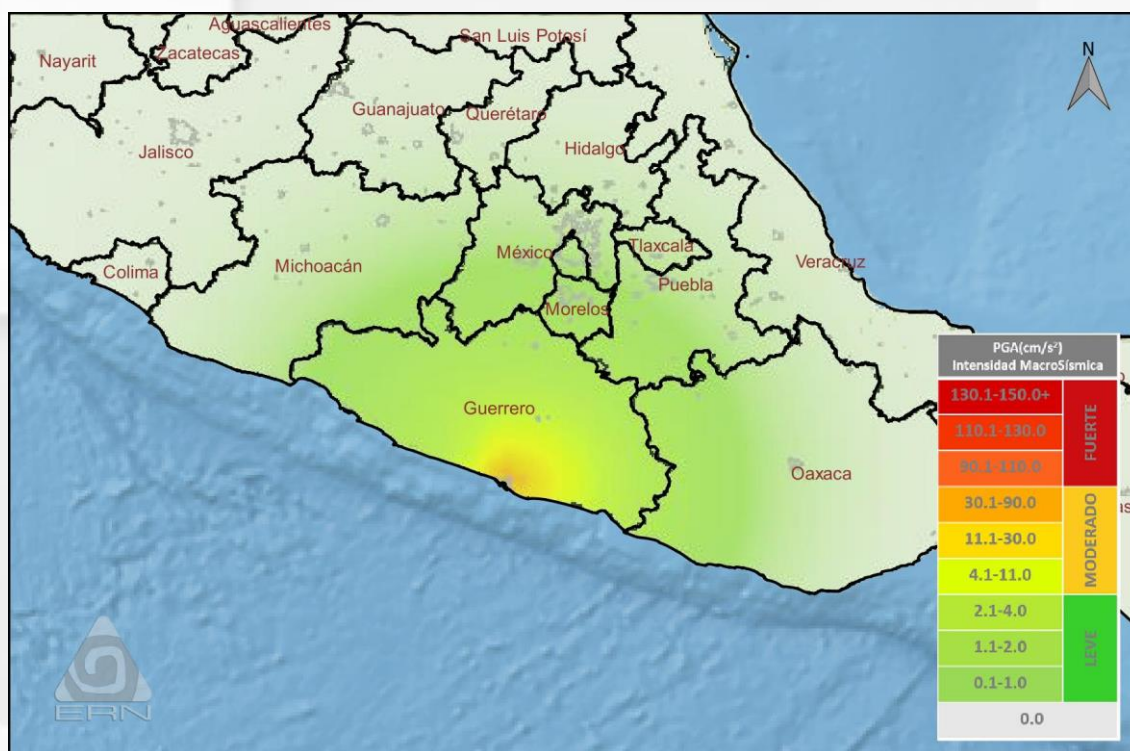 Aguascalientes
San Luis Potosí
N
Nayarit
Zacatecas
Guanajuato
Querétaro
Jalisco
Hidalgo
México
Tlaxcala
Colima
Michoacán
Veracruz
Puebla
Morelos
Guerrero
Oaxaca
PGA(cm/s²)
Intensidad MacroSísmica
130.1-150.0+
110.1-130.0
90.1-110.0
FUERTE
30.1-90.0
11.1-30.0
4.1-11.0
MODERADO
2.1-4.0
1.1-2.0
0.1-1.0
LEVE
0.0
as
ERN